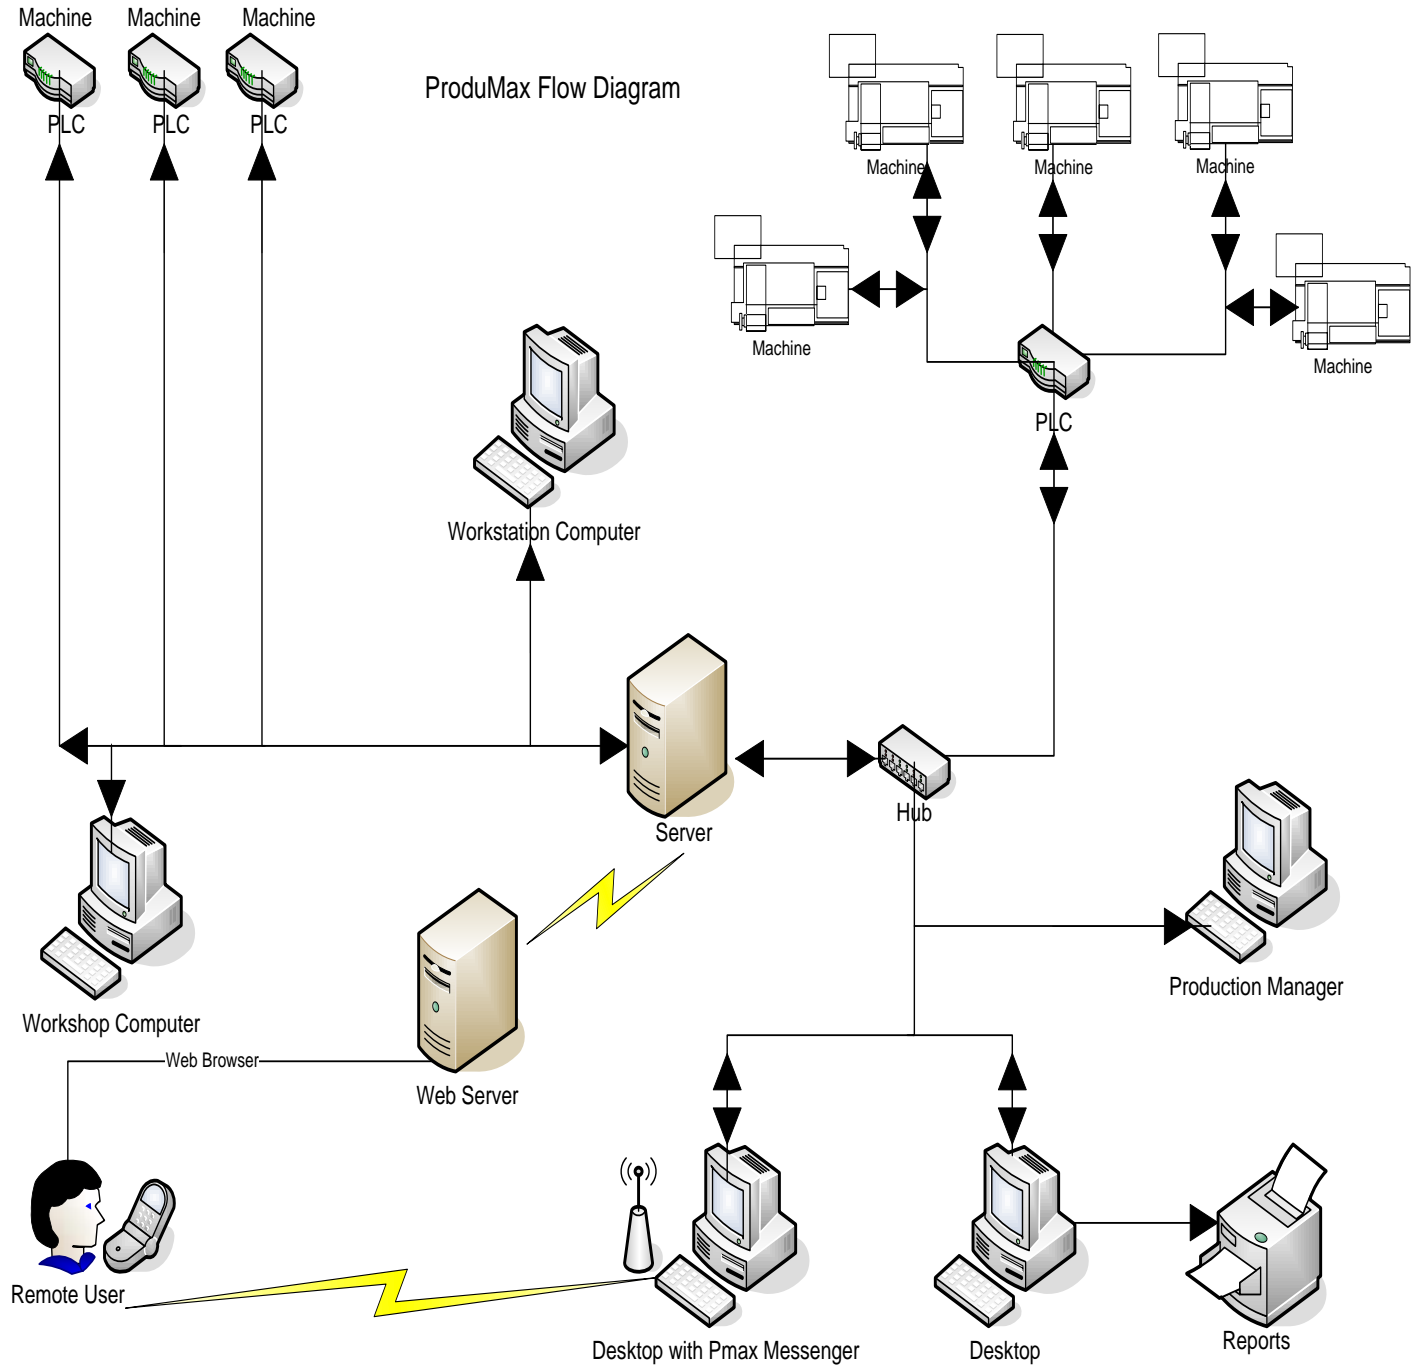 Machine
Machine
Machine
PLC
PLC
PLC
ProduMax Flow Diagram
Machine
Machine
Machine
Machine
Machine
PLC
Workstation Computer
Server
Hub
Workshop Computer
Production Manager
Web Browser
Web Server
Remote User
Desktop with Pmax Messenger
Desktop
Reports